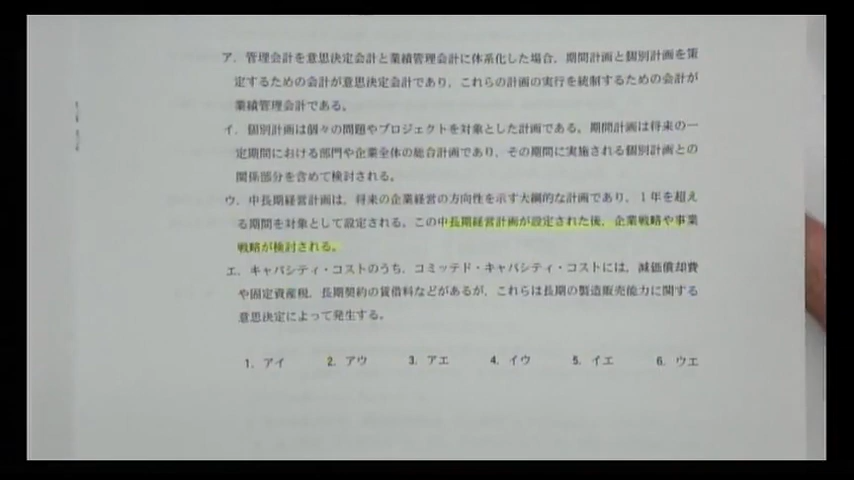 ア．管理会計を意思決定会計と業績管理会計に体系化した場合，期間計画と個別計画を策
定するための会計が意思決定会計であり，これらの計画の実行を統制するための会計が
業績管理会計である。
イ．個別計画は個々の問題やプロジェクトを対象とした計画である。期間計画は将来の一
定期間における部門や企業全体の総合計画であり，その期間に実施される個別計画との
関係部分を含めて検討される。
ウ．中長期経営計画は，将来の企業経営の方向性を示す大綱的な計画であり，1年を超え
る期間を対象として設定される。この中長期経営計画が設定された後，企業戦略や事業
戦略が検討される。
エ．キャパシティ・コストのうち，コミッテド・キャパシティ・コストには，減価償却費
や固定資産税，長期契約の賃借料などがあるが，これらは長期の製造販売能力に関する
意思決定によって発生する。
1．アイ 2．アウ 3．アエ 4．イウ 5．イエ 6．ウエ